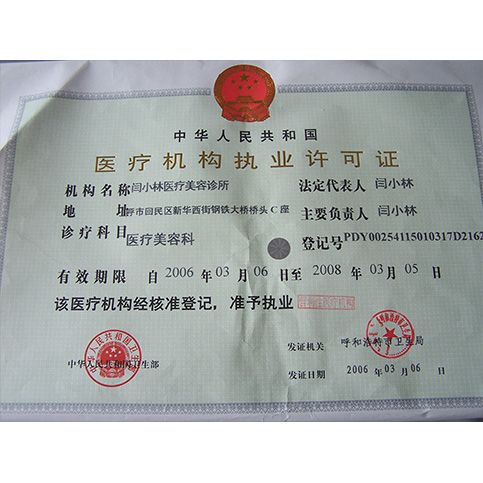 中华人民共和国
医疗机构执业许可证
机构名称 闫小林医疗美容诊所 法定代表人 闫小林
地 址 呼市回民区新华西街钢铁大桥桥头C座 主要负责人 闫小林
诊疗科目 医疗美容科 登记号 PDY00254115010317D2162
有效期限 自 2006 年 03 月 06 日至 2008 年 03 月 05 日
该医疗机构经核准登记，准予执业
中华人民共和国卫生部 发证机关 呼和浩特市卫生局
发证日期 2006 年 03 月 06 日